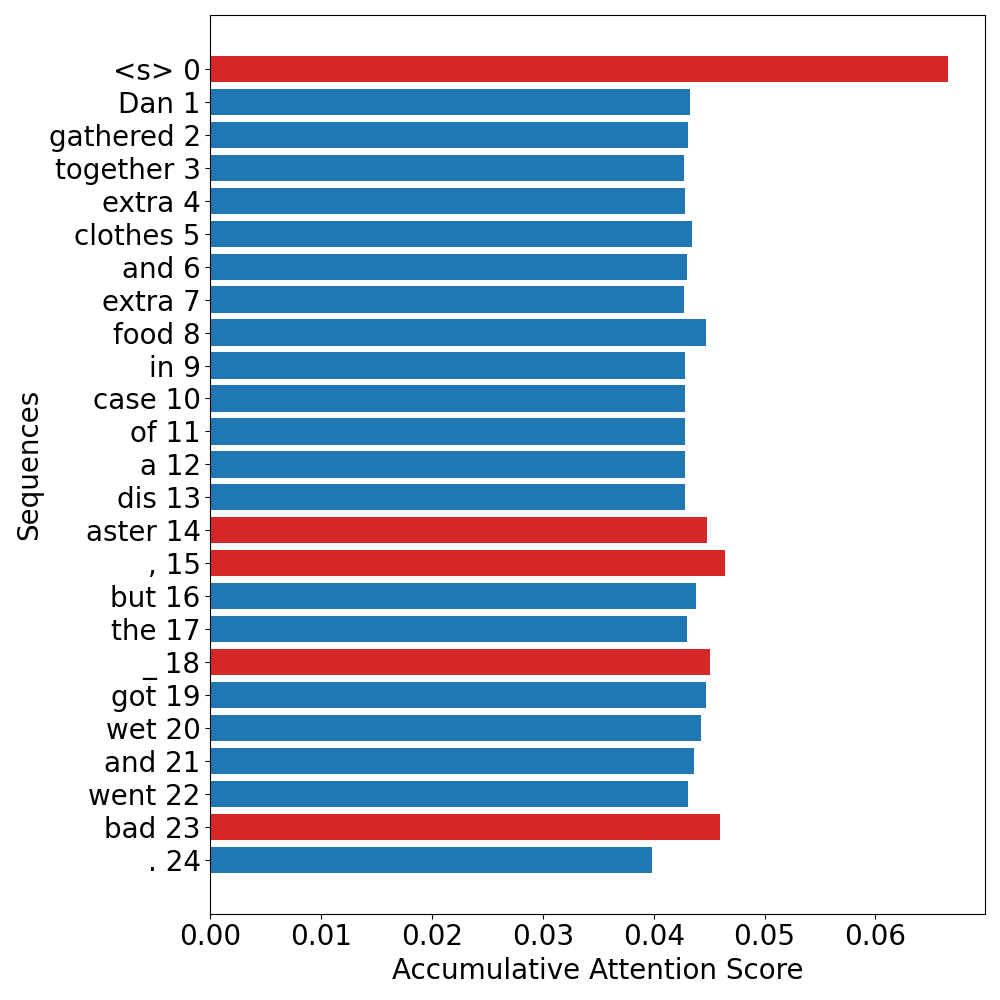 <s> 0
Dan 1
gathered 2
together 3
extra 4
clothes 5
and 6
extra 7
food 8
in 9
case 10
of 11
a 12
dis 13
aster 14
, 15
but 16
the 17
_ 18
got 19
wet 20
and 21
went 22
bad 23
. 24
Sequences
0.00 0.01 0.02 0.03 0.04 0.05 0.06
Accumulative Attention Score